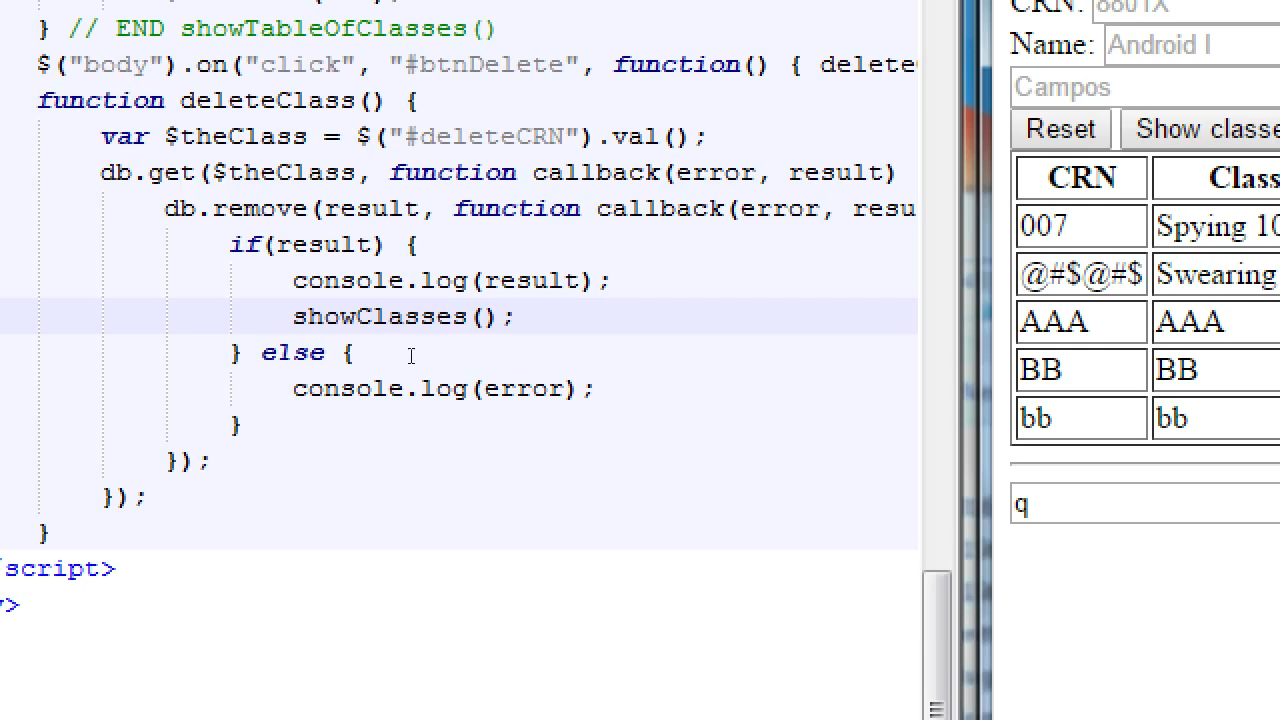 } // END showTableOfClasses()
$("body").on("click", "#btnDelete", function() { delete
function deleteClass() {
var $theClass = $("#deleteCRN").val();
db.get($theClass, function callback(error, result)
db.remove(result, function callback(error, resu
if(result) {
console.log(result);
showClasses();
} else {
console.log(error);
}
});
});
}
script>
>
CRN: 8801X
Name: Android I
Campos
Reset Show classe
CRN Class
007 Spying 10
@#$@#$ Swearing
AAA AAA
BB BB
bb bb
q